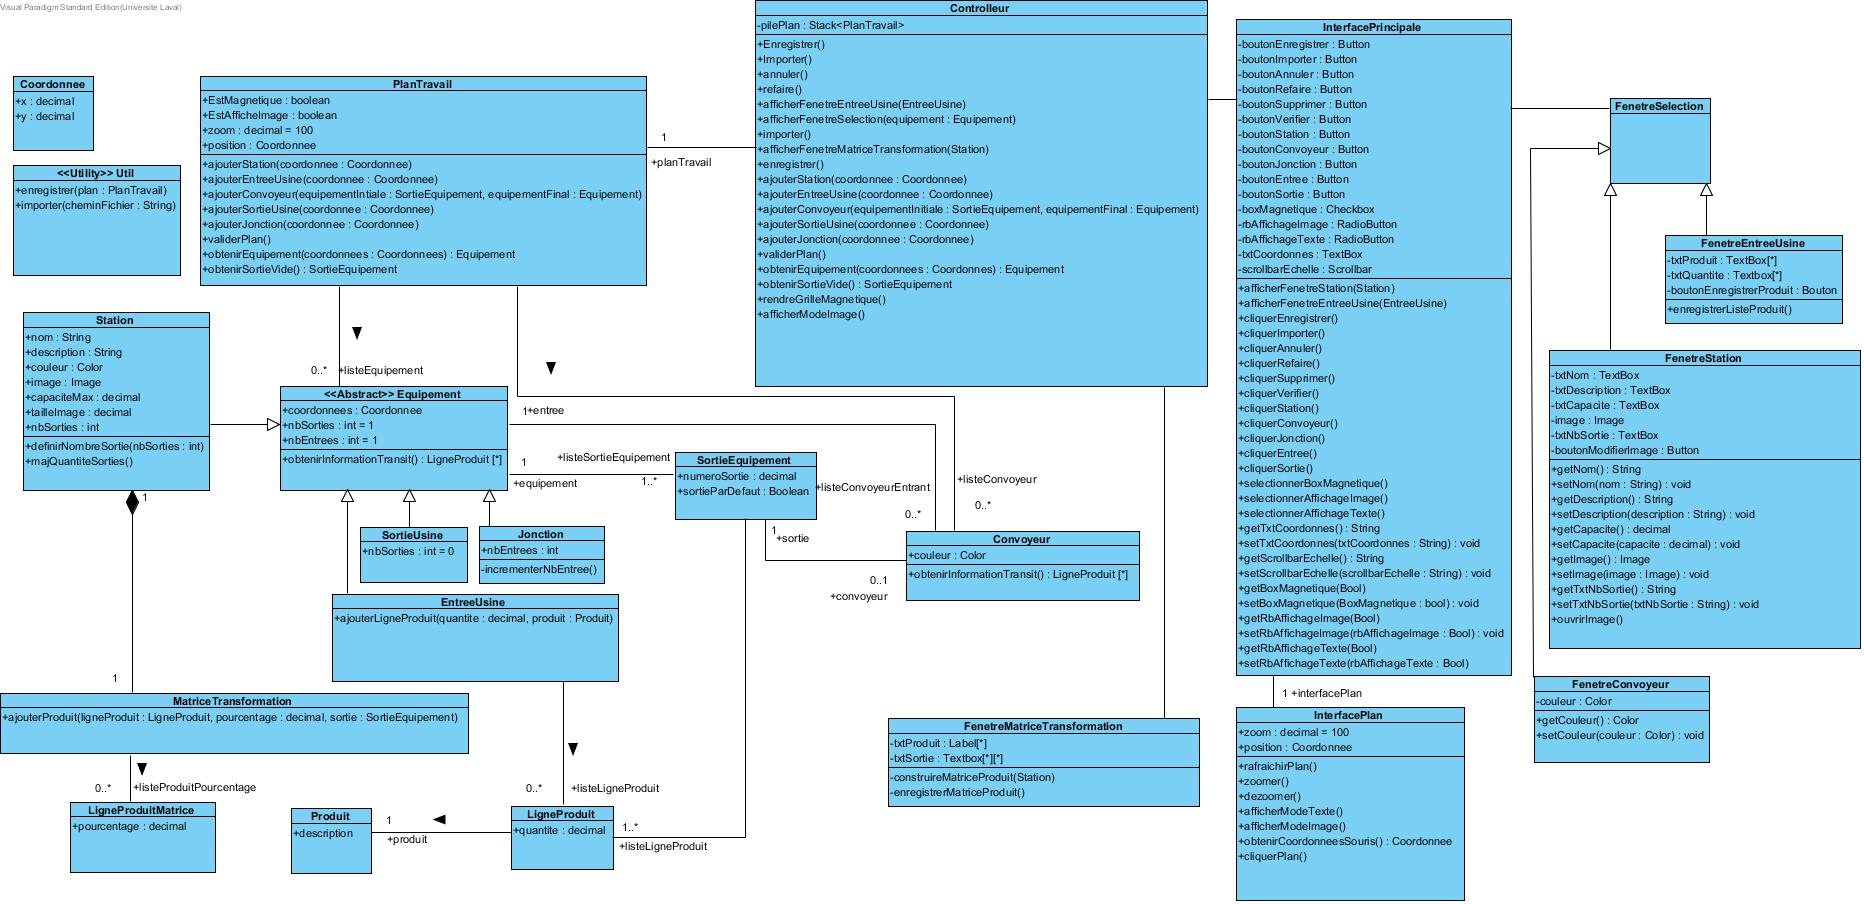 Visual Paradigm Standard Edition(Universite Laval)
Coordonnee
+x : decimal
+y : decimal
<<Utility>> Util
+enregistrer(plan : PlanTravail)
+importer(cheminFichier : String)
PlanTravail
+EstMagnetique : boolean
+EstAfficheImage : boolean
+zoom : decimal = 100
+position : Coordonnee
+ajouterStation(coordonnee : Coordonnee)
+ajouterEntreeUsine(coordonnee : Coordonnee)
+ajouterConvoyeur(equipementIntiale : SortieEquipement, equipementFinal : Equipement)
+ajouterSortieUsine(coordonnee : Coordonnee)
+ajouterJonction(coordonnee : Coordonnee)
+validerPlan()
+obtenirEquipement(coordonnees : Coordonnees) : Equipement
+obtenirSortieVide() : SortieEquipement
1
+planTravail
Controlleur
-pilePlan : Stack<PlanTravail>
+Enregistrer()
+Importer()
+annuler()
+refaire()
+afficherFenetreEntreeUsine(EntreeUsine)
+afficherFenetreSelection(equipement : Equipement)
+importer()
+afficherFenetreMatriceTransformation(Station)
+enregistrer()
+ajouterStation(coordonnee : Coordonnee)
+ajouterEntreeUsine(coordonnee : Coordonnee)
+ajouterConvoyeur(equipementInitiale : SortieEquipement, equipementFinal : Equipement)
+ajouterSortieUsine(coordonnee : Coordonnee)
+ajouterJonction(coordonnee : Coordonnee)
+validerPlan()
+obtenirEquipement(coordonnees : Coordonnes) : Equipement
+obtenirSortieVide() : SortieEquipement
+rendreGrilleMagnetique()
+afficherModeImage()
InterfacePrincipale
-boutonEnregistrer : Button
-boutonImporter : Button
-boutonAnnuler : Button
-boutonRefaire : Button
-boutonSupprimer : Button
-boutonVerifier : Button
-boutonStation : Button
-boutonConvoyeur : Button
-boutonJonction : Button
-boutonEntree : Button
-boutonSortie : Button
-boxMagnetique : Checkbox
-rbAffichageImage : RadioButton
-rbAffichageTexte : RadioButton
-txtCoordonnes : TextBox
-scrollbarEchelle : Scrollbar
+afficherFenetreStation(Station)
+afficherFenetreEntreeUsine(EntreeUsine)
+cliquerEnregistrer()
+cliquerImporter()
+cliquerAnnuler()
+cliquerRefaire()
+cliquerSupprimer()
+cliquerVerifier()
+cliquerStation()
+cliquerConvoyeur()
+cliquerJonction()
+cliquerEntree()
+cliquerSortie()
+selectionnerBoxMagnetique()
+selectionnerAffichageImage()
+selectionnerAffichageTexte()
+getTxtCoordonnes() : String
+setTxtCoordonnes(txtCoordonnes : String) : void
+getScrollbarEchelle() : String
+setScrollbarEchelle(scrollbarEchelle : String) : void
+getBoxMagnetique(Bool)
+setBoxMagnetique(BoxMagnetique : bool) : void
+getRbAffichageImage(Bool)
+setRbAffichageImage(rbAffichageImage : Bool) : void
+getRbAffichageTexte(Bool)
+setRbAffichageTexte(rbAffichageTexte : Bool)
FenetreSelection
FenetreEntreeUsine
-txtProduit : TextBox[*]
-txtQuantite : Textbox[*]
-boutonEnregistrerProduit : Bouton
+enregistrerListeProduit()
FenetreStation
-txtNom : TextBox
-txtDescription : TextBox
-txtCapacite : TextBox
-image : Image
-txtNbSortie : TextBox
-boutonModifierImage : Button
+getNom() : String
+setNom(nom : String) : void
+getDescription() : String
+setDescription(description : String) : void
+getCapacite() : decimal
+setCapacite(capacite : decimal) : void
+getImage() : Image
+setImage(image : Image) : void
+getTxtNbSortie() : String
+setTxtNbSortie(txtNbSortie : String) : void
+ouvrirImage()
Station
+nom : String
+description : String
+couleur : Color
+image : Image
+capaciteMax : decimal
+tailleImage : decimal
+nbSorties : int
+definirNombreSortie(nbSorties : int)
+majQuantiteSorties()
0..* +listeEquipement
<<Abstract>> Equipement
+coordonnees : Coordonnee
+nbSorties : int = 1
+nbEntrees : int = 1
+obtenirInformationTransit() : LigneProduit [*]
1 +entree
1
+equipement
+listeSortieEquipement
1..*
SortieEquipement
+numeroSortie : decimal
+sortieParDefaut : Boolean
+listeConvoyeurEntrant
0..*
+listeConvoyeur
0..*
1
+sortie
0..1
+convoyeur
Convoyeur
+couleur : Color
+obtenirInformationTransit() : LigneProduit [*]
SortieUsine
+nbSorties : int = 0
Jonction
+nbEntrees : int
-incrementerNbEntree()
EntreeUsine
+ajouterLigneProduit(quantite : decimal, produit : Produit)
1
1
MatriceTransformation
+ajouterProduit(ligneProduit : LigneProduit, pourcentage : decimal, sortie : SortieEquipement)
0..* +listeProduitPourcentage
LigneProduitMatrice
+pourcentage : decimal
Produit
+description
1
+produit
0..* +listeLigneProduit
LigneProduit
+quantite : decimal
1..*
+listeLigneProduit
FenetreMatriceTransformation
-txtProduit : Label[*]
-txtSortie : Textbox[*][*]
-construireMatriceProduit(Station)
-enregistrerMatriceProduit()
1 +interfacePlan
InterfacePlan
+zoom : decimal = 100
+position : Coordonnee
+rafraichirPlan()
+zoomer()
+dezoomer()
+afficherModeTexte()
+afficherModeImage()
+obtenirCoordonneesSouris() : Coordonnee
+cliquerPlan()
FenetreConvoyeur
-couleur : Color
+getCouleur() : Color
+setCouleur(couleur : Color) : void